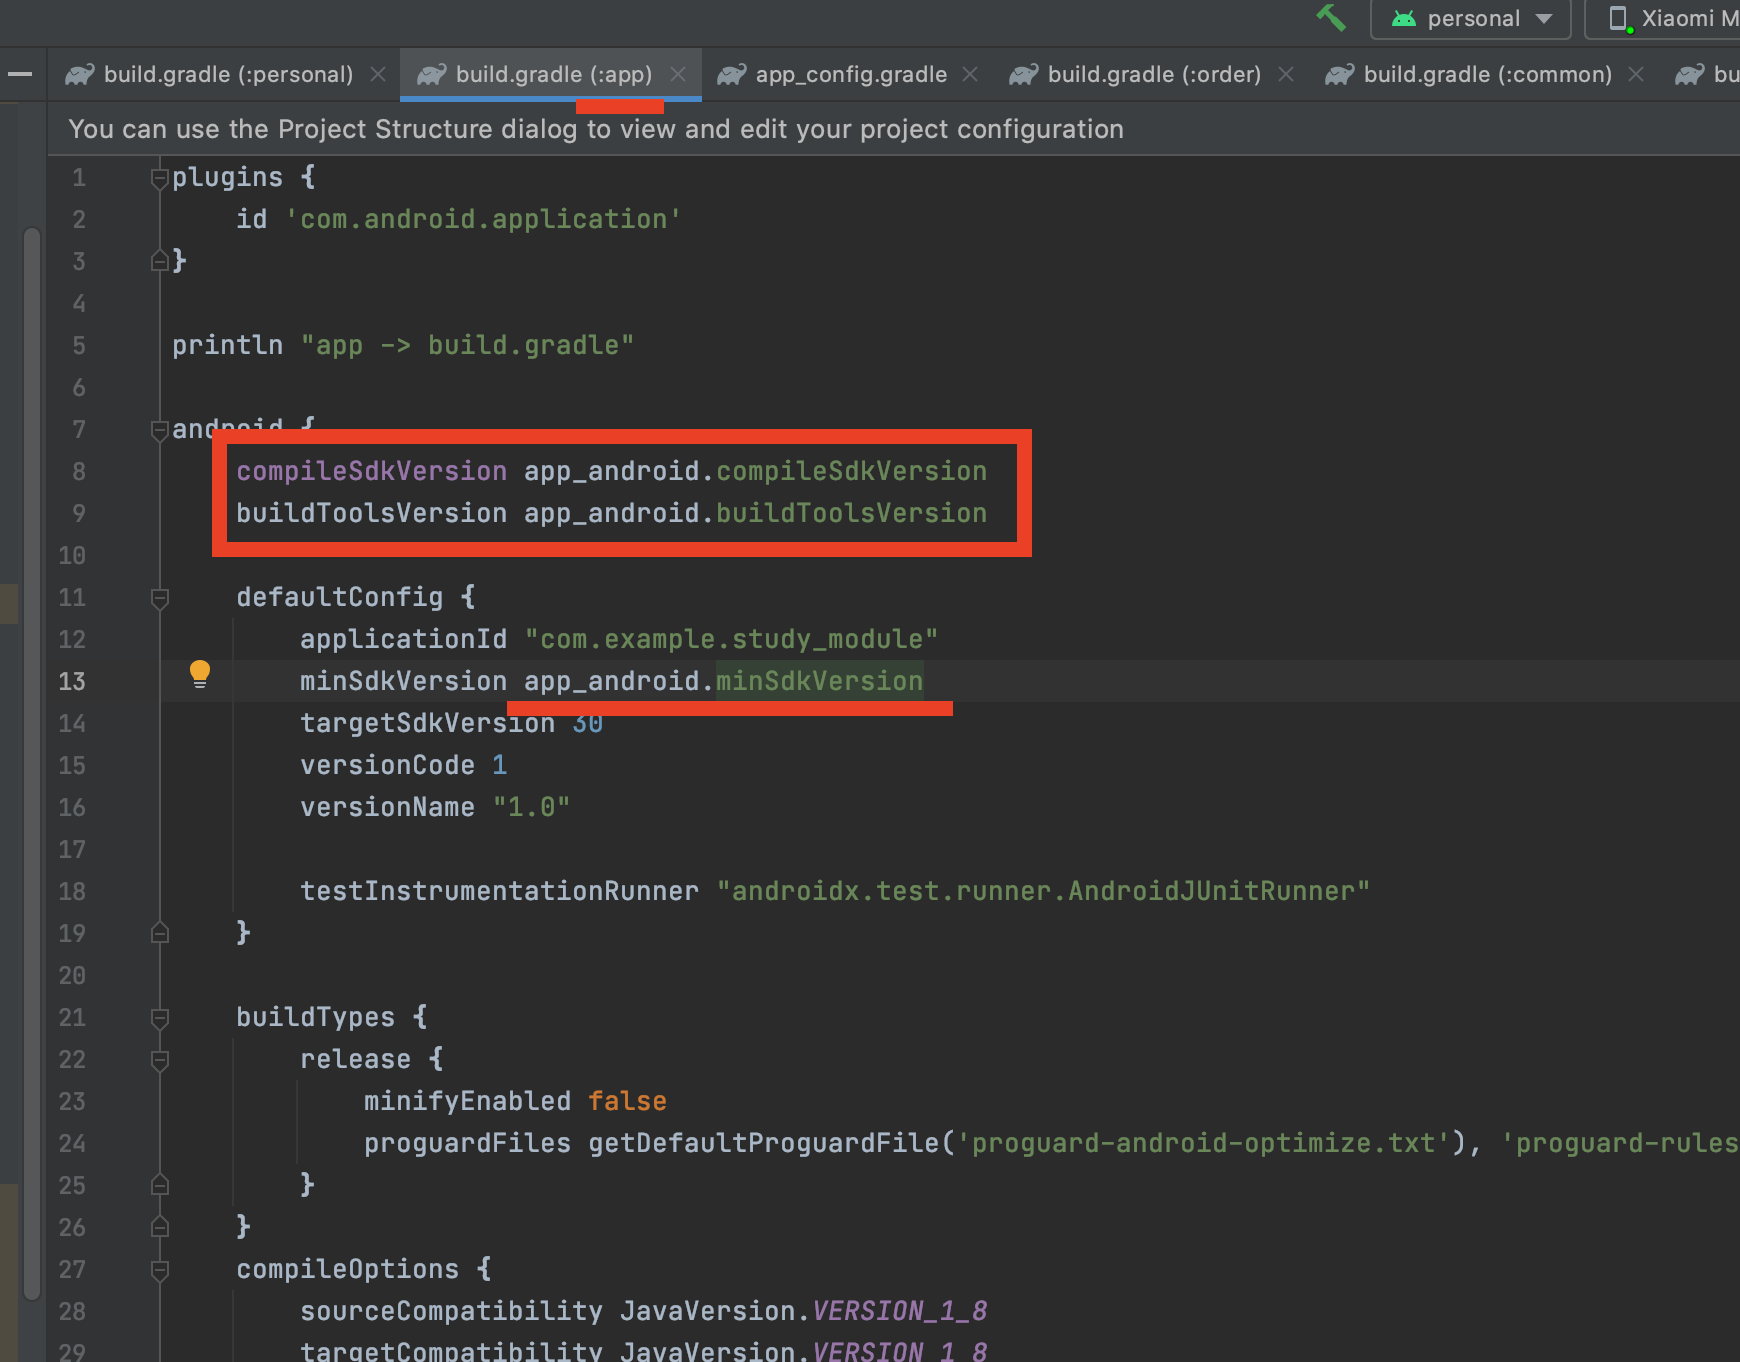 personal
Xiaomi M
build.gradle (:personal)
build.gradle (:app)
app_config.gradle
build.gradle (:order)
build.gradle (:common)
bu
You can use the Project Structure dialog to view and edit your project configuration
1 plugins {
2 id 'com.android.application'
3 }
4
5 println "app -> build.gradle"
6
7 android {
8 compileSdkVersion app_android.compileSdkVersion
9 buildToolsVersion app_android.buildToolsVersion
10
11 defaultConfig {
12 applicationId "com.example.study_module"
13 minSdkVersion app_android.minSdkVersion
14 targetSdkVersion 30
15 versionCode 1
16 versionName "1.0"
17
18 testInstrumentationRunner "androidx.test.runner.AndroidJUnitRunner"
19 }
20
21 buildTypes {
22 release {
23 minifyEnabled false
24 proguardFiles getDefaultProguardFile('proguard-android-optimize.txt'), 'proguard-rules
25 }
26 }
27 compileOptions {
28 sourceCompatibility JavaVersion.VERSION_1_8
29 targetCompatibility JavaVersion.VERSION_1_8